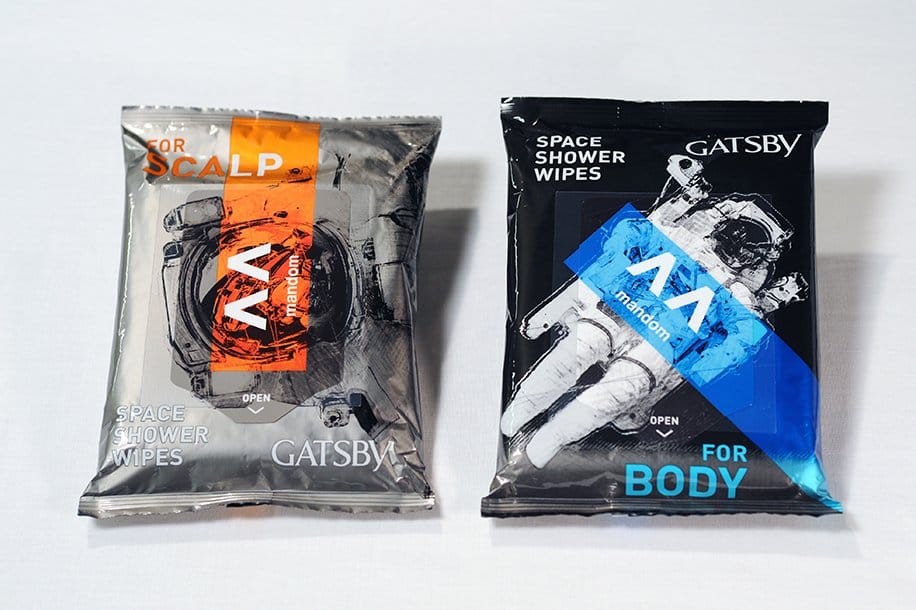 FOR
SCALP
mandom
OPEN
SPACE
SHOWER
WIPES
GATSBY
SPACE
SHOWER
WIPES
GATSBY
mandom
OPEN
FOR
BODY